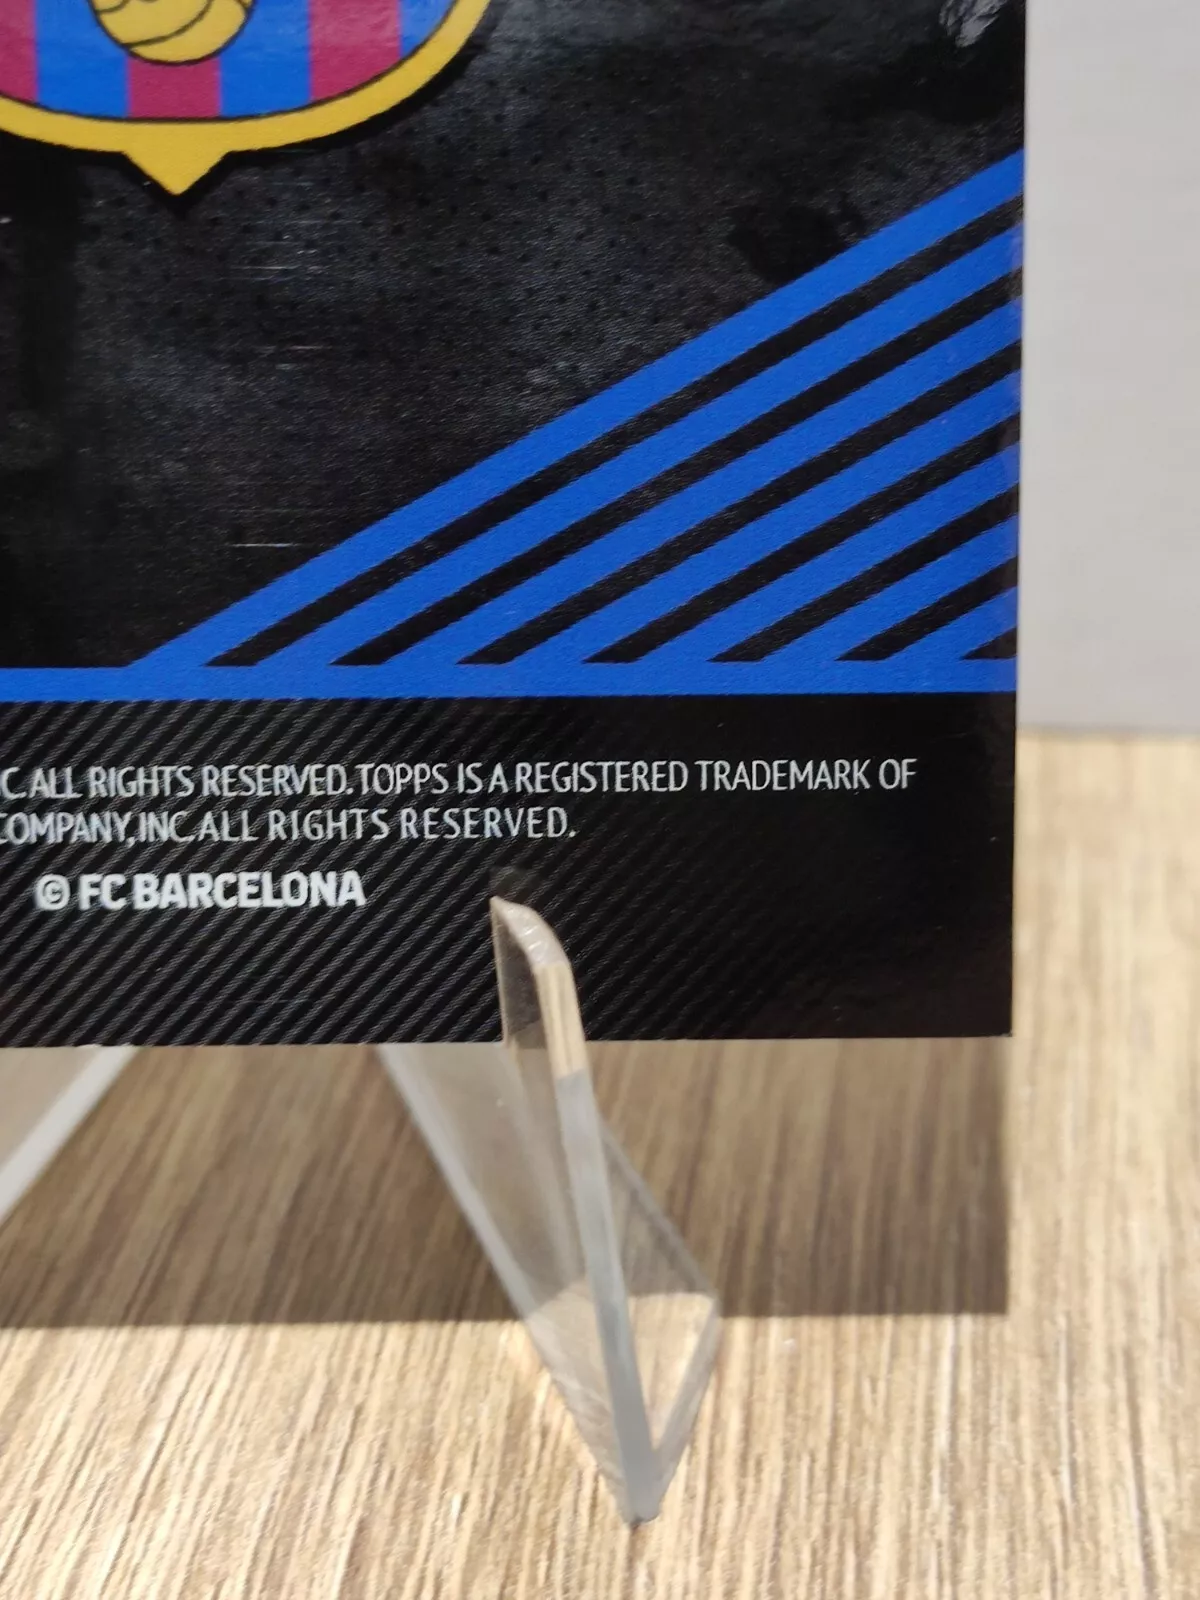 C. ALL RIGHTS RESERVED. TOPPS IS A REGISTERED TRADEMARK OF
COMPANY, INC. ALL RIGHTS RESERVED.
© FC BARCELONA